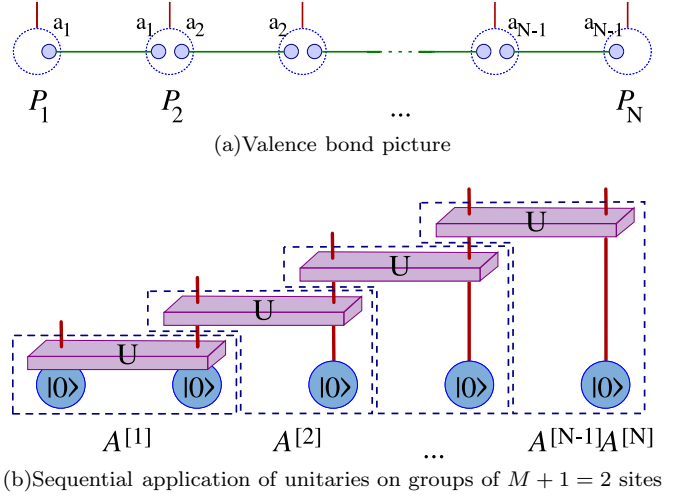 a1 a1 a2 a2 aN-1 aN-1
P1 P2 ... PN
(a)Valence bond picture
U
U
U
U
|0> |0> |0> |0> |0>
A[1] A[2] ... A[N-1]A[N]
(b)Sequential application of unitaries on groups of M + 1 = 2 sites